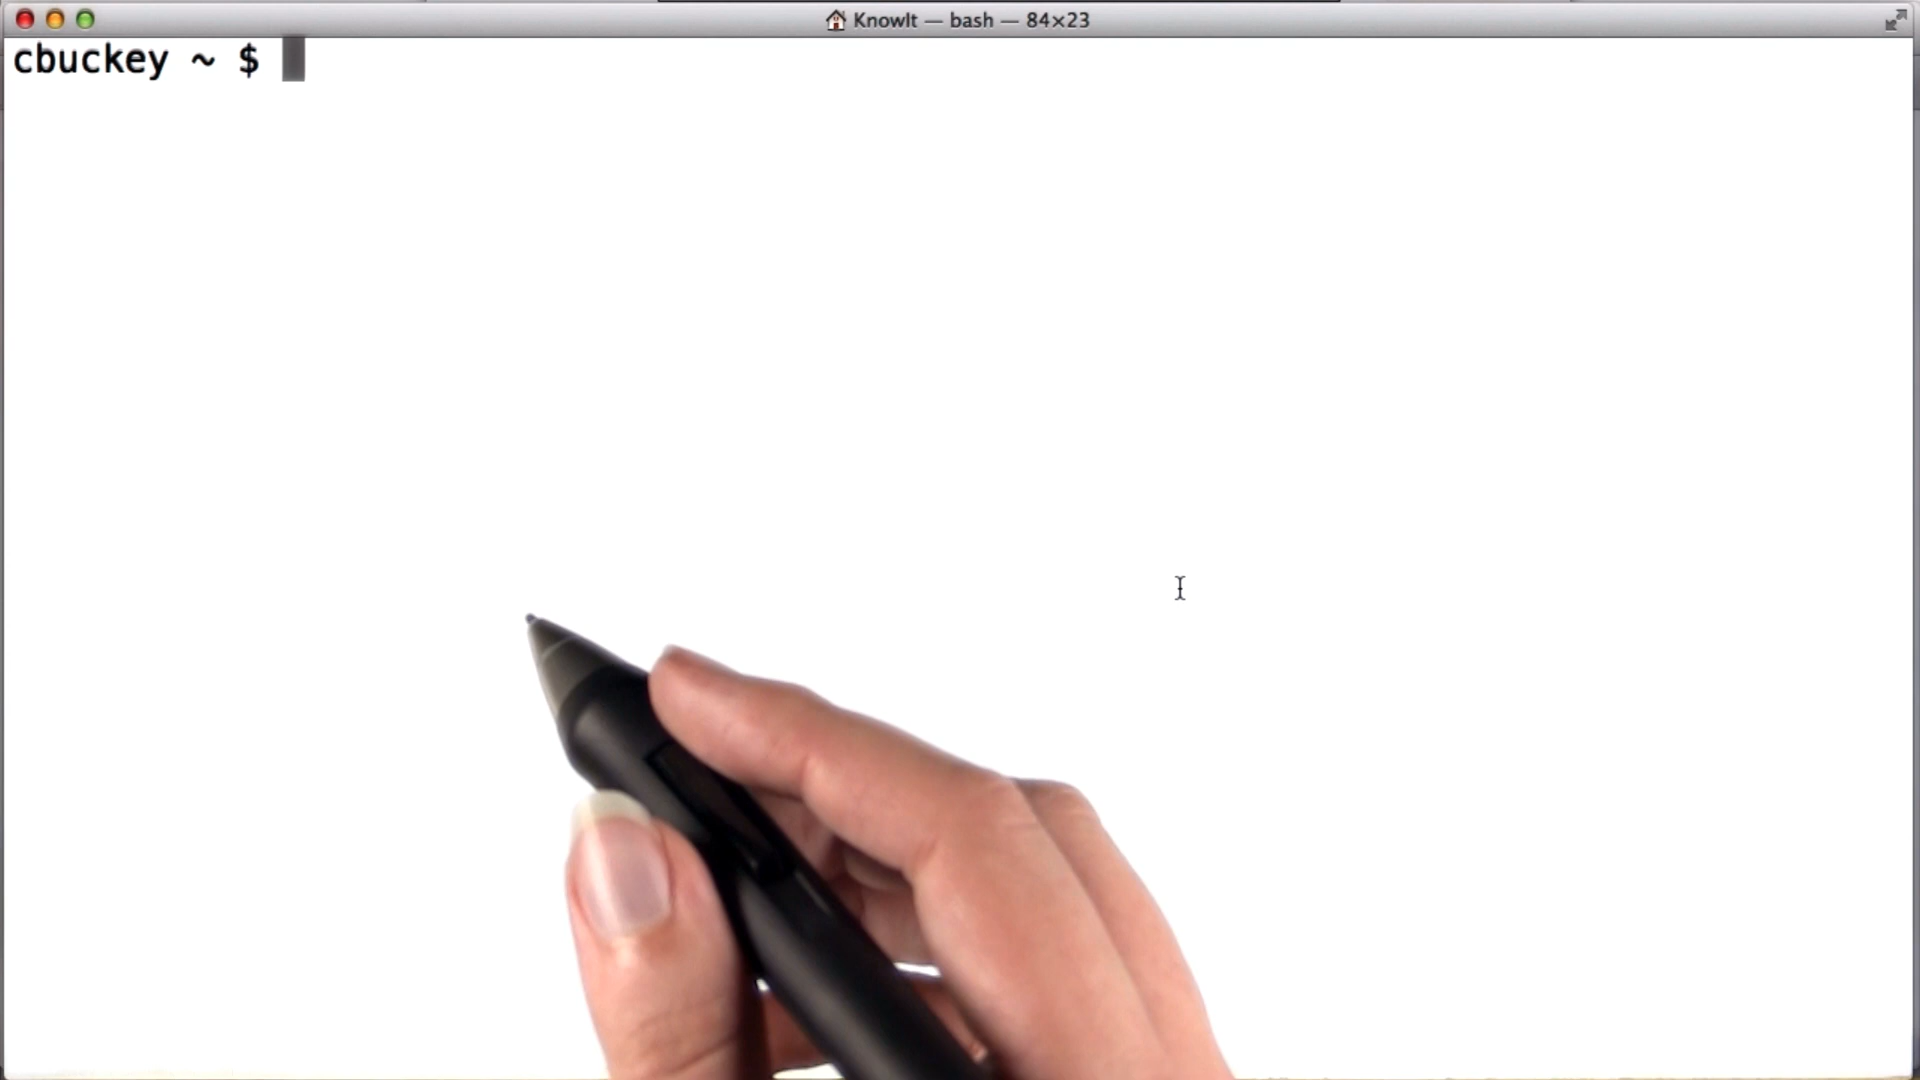 KnowIt — bash — 84×23
cbuckey ~ $